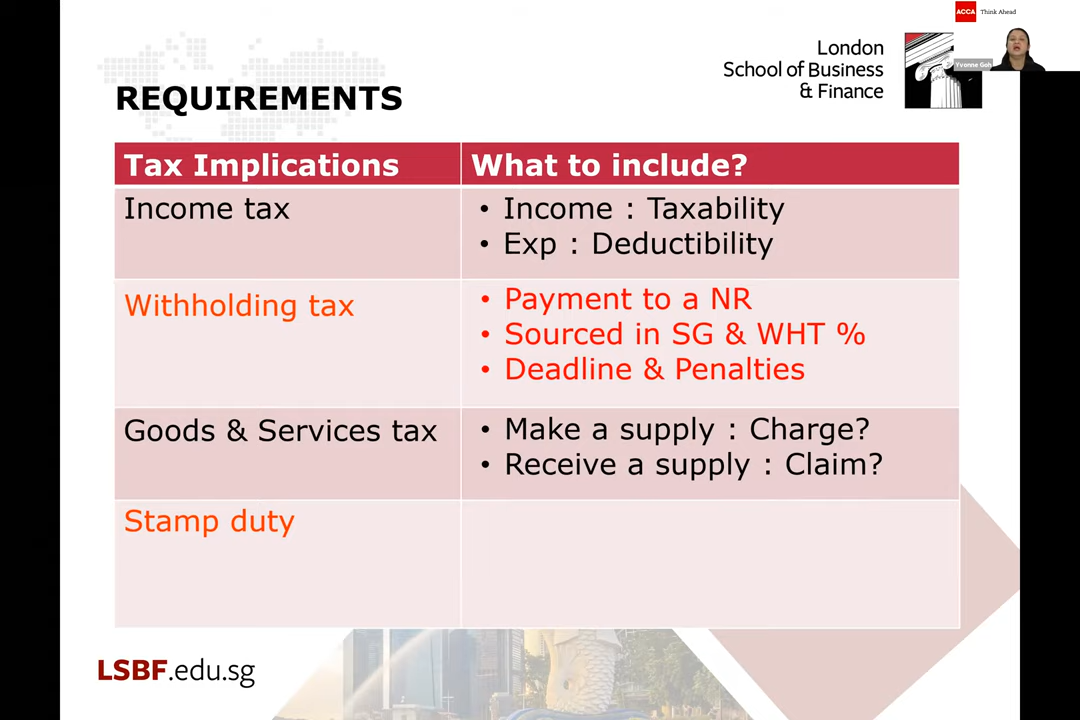 ACCA Think Ahead
London
School of Business
& Finance
Yvonne Goh
REQUIREMENTS
Tax Implications What to include?
Income tax
• Income : Taxability
• Exp : Deductibility
Withholding tax
• Payment to a NR
• Sourced in SG & WHT %
• Deadline & Penalties
Goods & Services tax
• Make a supply : Charge?
• Receive a supply : Claim?
Stamp duty
LSBF.edu.sg